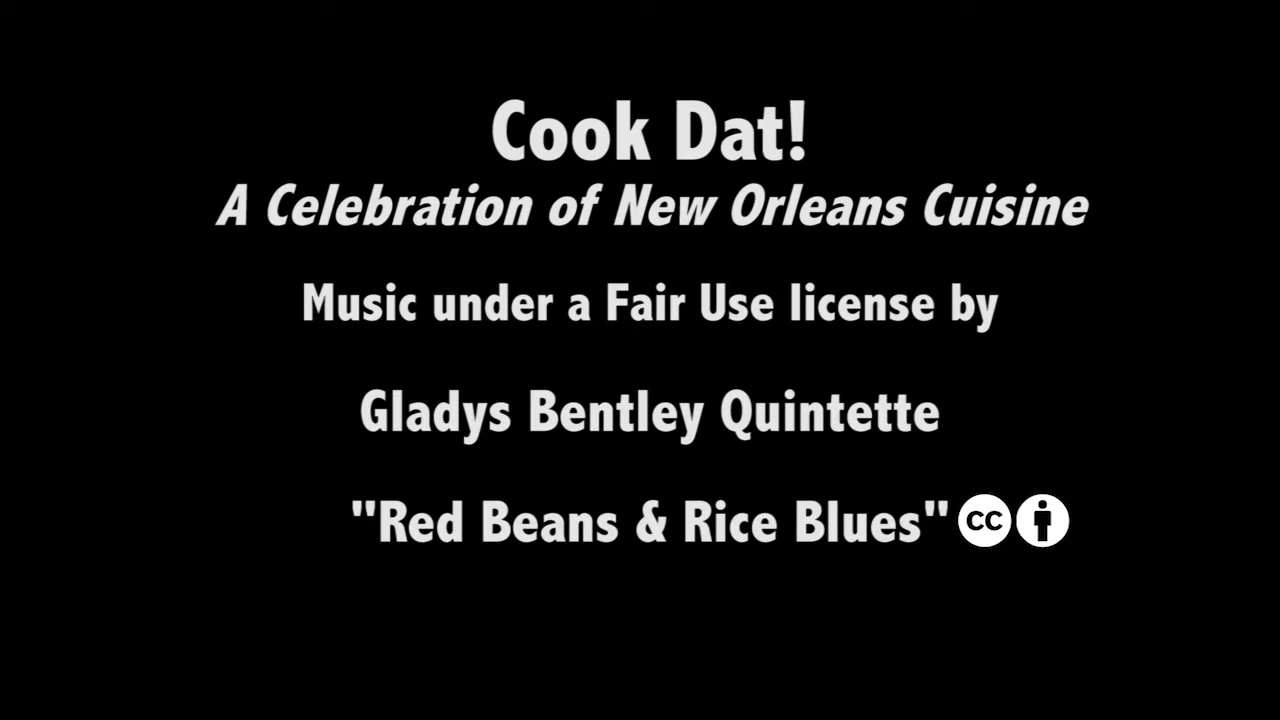 Cook Dat!
A Celebration of New Orleans Cuisine
Music under a Fair Use license by
Gladys Bentley Quintette
"Red Beans & Rice Blues" cc